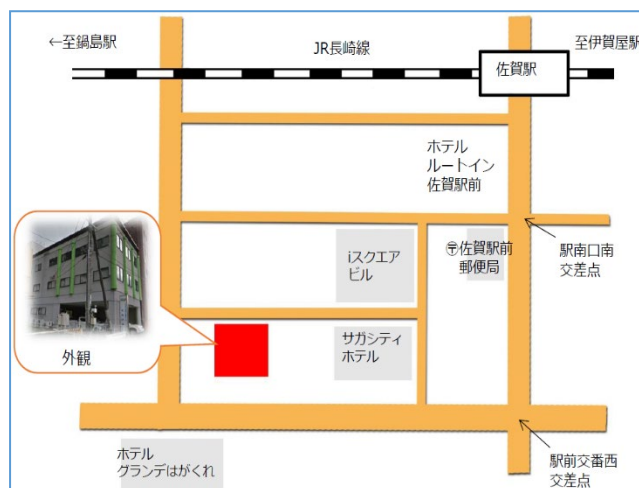 ←至鍋島駅
JR長崎線
至伊賀屋駅
佐賀駅
ホテル
ルートイン
佐賀駅前
iスクエア
ビル
〶佐賀駅前
郵便局
駅南口南
交差点
外観
サガシティ
ホテル
ホテル
グランデはがくれ
駅前交番西
交差点